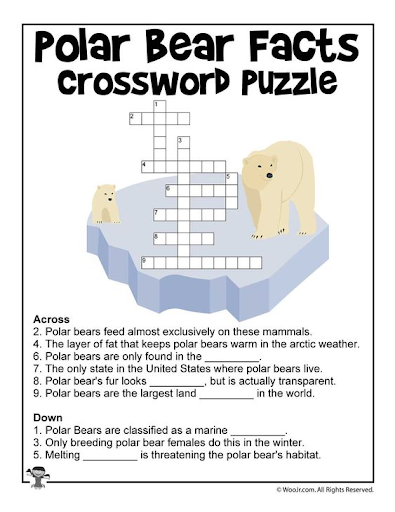 Polar Bear Facts
Crossword Puzzle
1
2
3
4
5
6
7
8
9
Across
2. Polar bears feed almost exclusively on these mammals.
4. The layer of fat that keeps polar bears warm in the arctic weather.
6. Polar bears are only found in the _________.
7. The only state in the United States where polar bears live.
8. Polar bear's fur looks _________, but is actually transparent.
9. Polar bears are the largest land _________ in the world.
Down
1. Polar Bears are classified as a marine _________.
3. Only breeding polar bear females do this in the winter.
5. Melting _________ is threatening the polar bear's habitat.
© WooJr.com. All Rights Reserved.